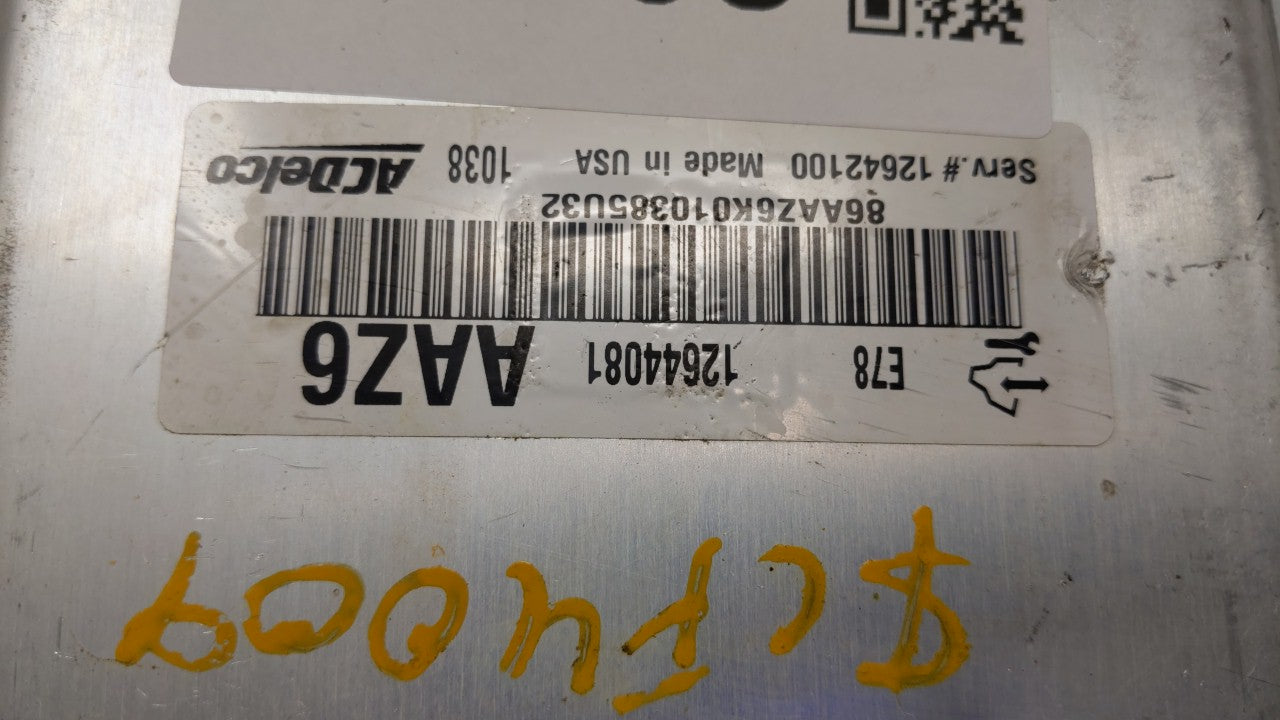 E78 12644081 AAZ6
86AAZ6K010385U32
Serv.# 12642100 Made in USA 1038 ACDelco